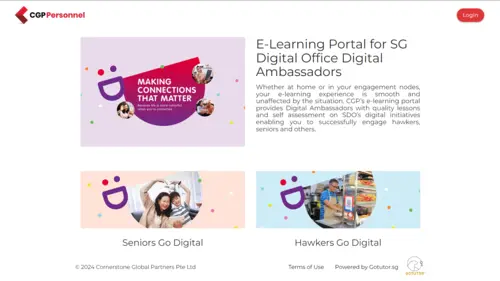 CGPPersonnel
Login
MAKING
CONNECTIONS
THAT MATTER
E-Learning Portal for SG
Digital Office Digital
Ambassadors
Whether at home or in your engagement nodes,
your e-learning experience is smooth and
unaffected by the situation, CGP's e-learning portal
provides Digital Ambassadors with quality lessons
and self assessment on SDO's digital initiatives
enabling you to successfully engage hawkers,
seniors and others.
Seniors Go Digital
Hawkers Go Digital
© 2024 Cornerstone Global Partners Pte Ltd
Terms of Use
Powered by Gotutor.sg
GOTUTOR